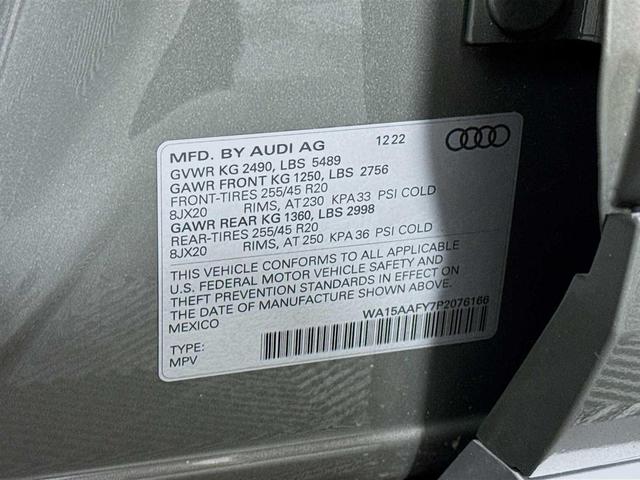 MFD. BY AUDI AG 12 22
GVWR KG 2490, LBS 5489
GAWR FRONT KG 1250, LBS 2756
FRONT-TIRES 255/45 R20
8JX20 RIMS, AT 230 KPA 33 PSI COLD
GAWR REAR KG 1360, LBS 2998
REAR-TIRES 255/45 R20
8JX20 RIMS, AT 250 KPA 36 PSI COLD
THIS VEHICLE CONFORMS TO ALL APPLICABLE
U.S. FEDERAL MOTOR VEHICLE SAFETY AND
THEFT PREVENTION STANDARDS IN EFFECT ON
THE DATE OF MANUFACTURE SHOWN ABOVE.
MEXICO WA15AAFY7P2076166
TYPE:
MPV